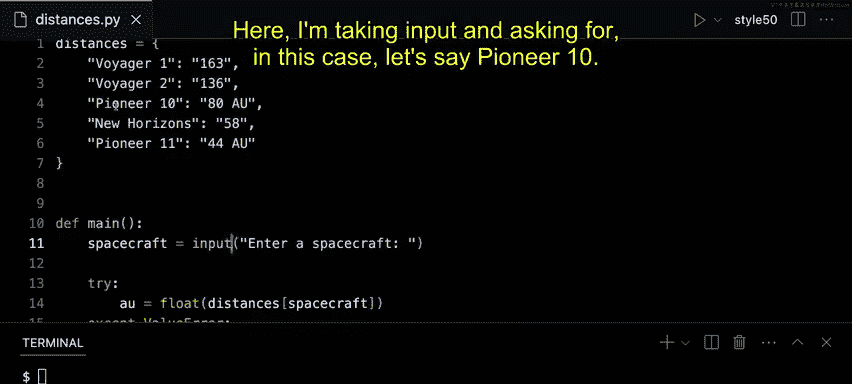 distances.py
style50
Here, I'm taking input and asking for,
in this case, let's say Pioneer 10.
1 distances = {
2 "Voyager 1": "163",
3 "Voyager 2": "136",
4 "Pioneer 10": "80 AU",
5 "New Horizons": "58",
6 "Pioneer 11": "44 AU"
7 }
8
9
10 def main():
11 spacecraft = input("Enter a spacecraft: ")
12
13 try:
14 au = float(distances[spacecraft])
15 except ValueError:
TERMINAL
$